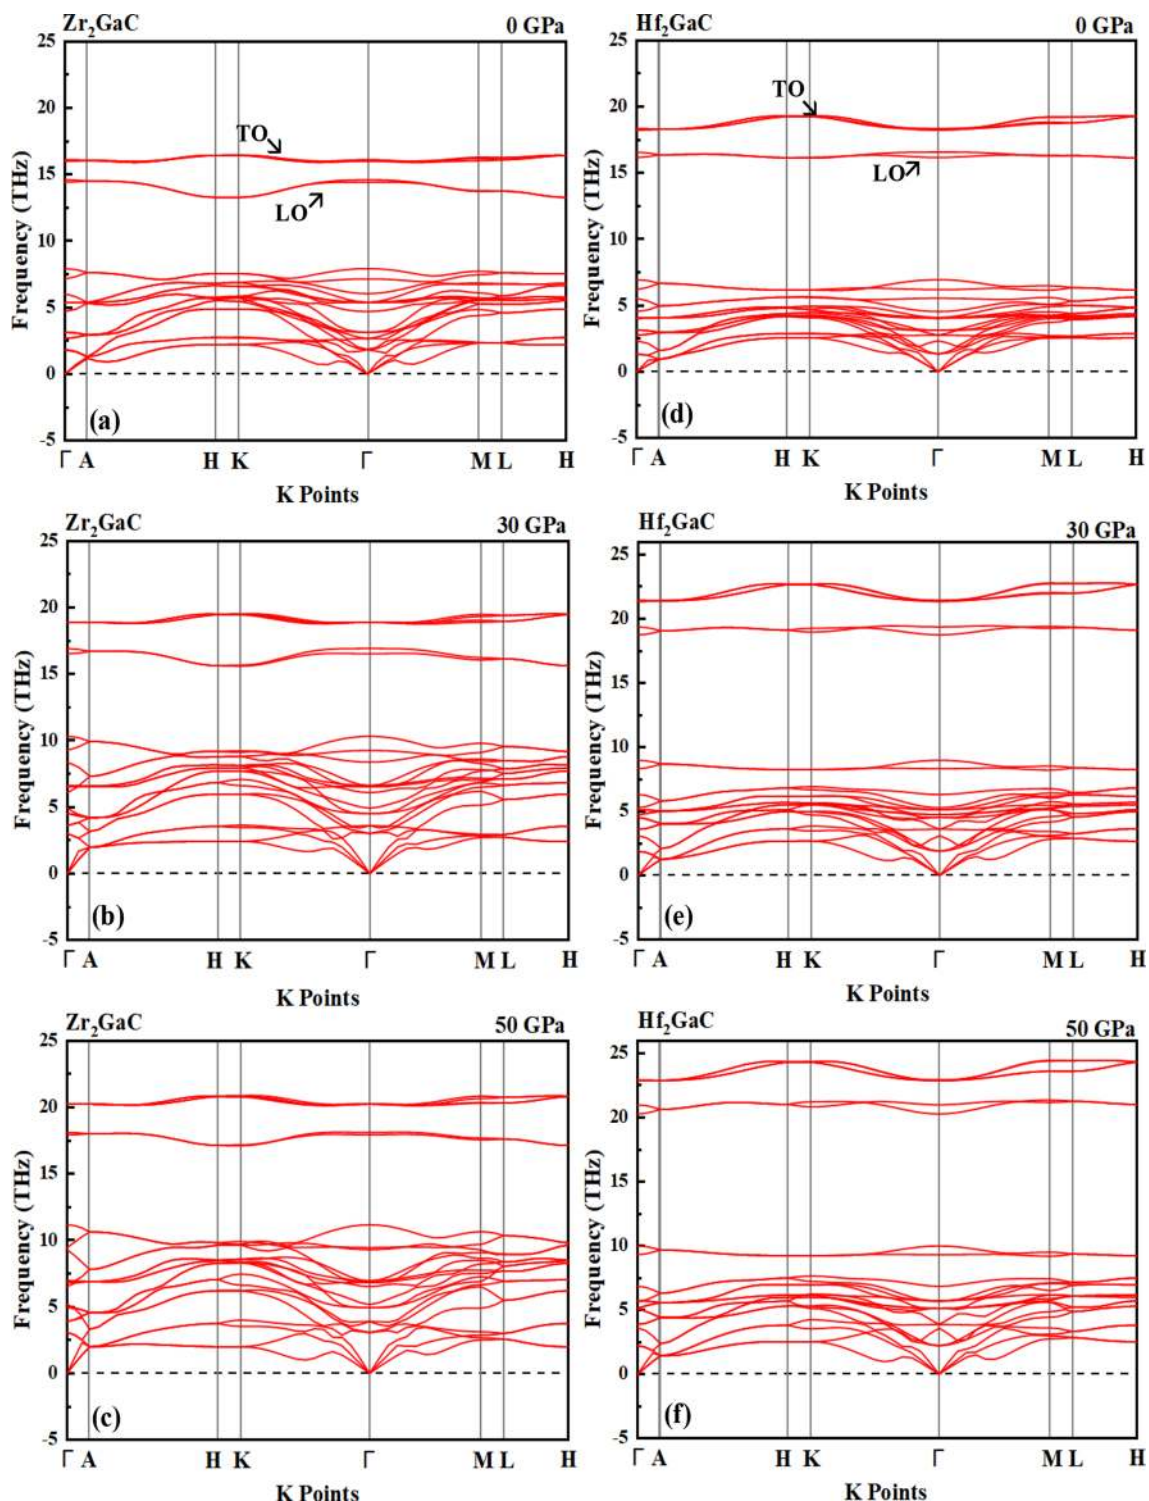 Zr₂GaC 0 GPa
25
20
15
10
5
0
-5
Frequency (THz)
TO
LO
(a)
Γ A H K Γ M L H
K Points
Hf₂GaC 0 GPa
25
20
15
10
5
0
-5
Frequency (THz)
TO
LO
(d)
Γ A H K Γ M L H
K Points
Zr₂GaC 30 GPa
25
20
15
10
5
0
-5
Frequency (THz)
(b)
Γ A H K Γ M L H
K Points
Hf₂GaC 30 GPa
25
20
15
10
5
0
-5
Frequency (THz)
(e)
Γ A H K Γ M L H
K Points
Zr₂GaC 50 GPa
25
20
15
10
5
0
-5
Frequency (THz)
(c)
Γ A H K Γ M L H
K Points
Hf₂GaC 50 GPa
25
20
15
10
5
0
-5
Frequency (THz)
(f)
Γ A H K Γ M L H
K Points